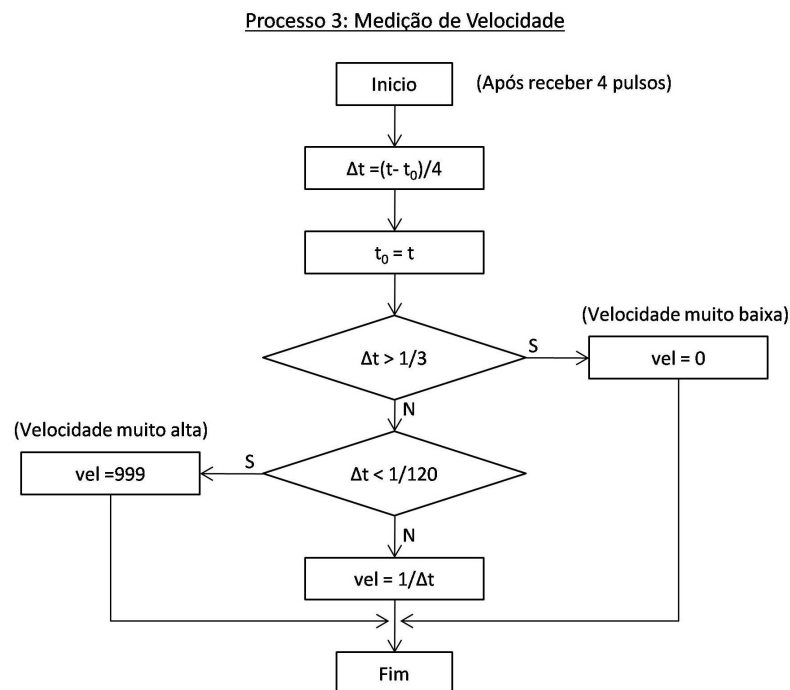 Processo 3: Medição de Velocidade
Inicio
(Após receber 4 pulsos)
Δt =(t- t₀)/4
t₀ = t
Δt > 1/3
S
(Velocidade muito baixa)
vel = 0
N
Δt < 1/120
S
(Velocidade muito alta)
vel =999
N
vel = 1/Δt
Fim